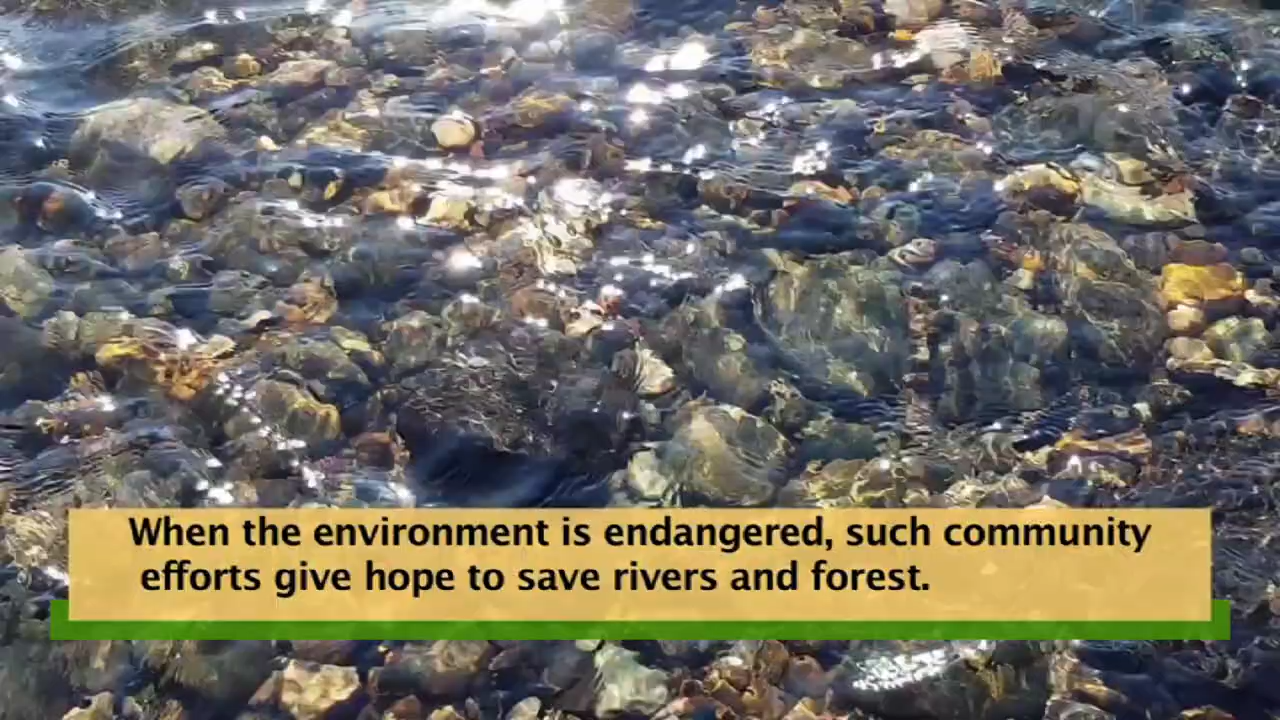 When the environment is endangered, such community
efforts give hope to save rivers and forest.